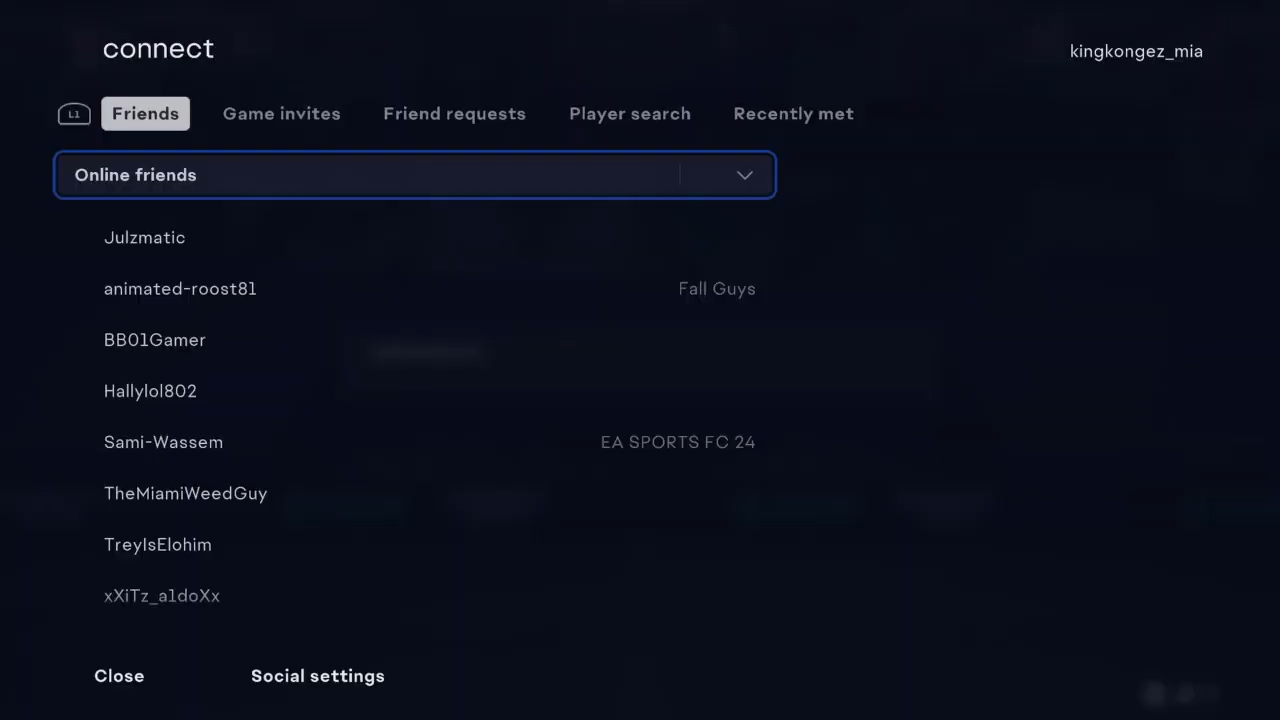 connect
kingkongez_mia
L1 Friends Game invites Friend requests Player search Recently met
Online friends
Julzmatic
animated-roost81 Fall Guys
BB01Gamer
Hallylol802
Sami-Wassem EA SPORTS FC 24
TheMiamiWeedGuy
TreyIsElohim
xXiTz_a1doXx
Close Social settings